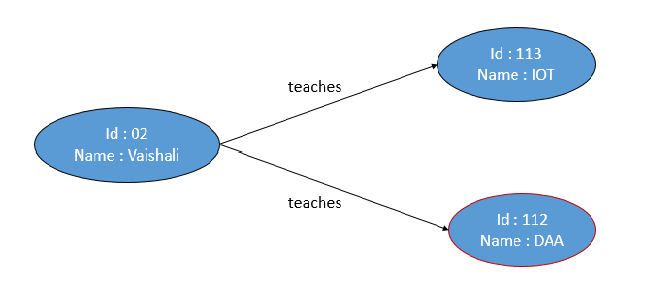 Id : 113
Name : IOT
teaches
Id : 02
Name : Vaishali
teaches
Id : 112
Name : DAA